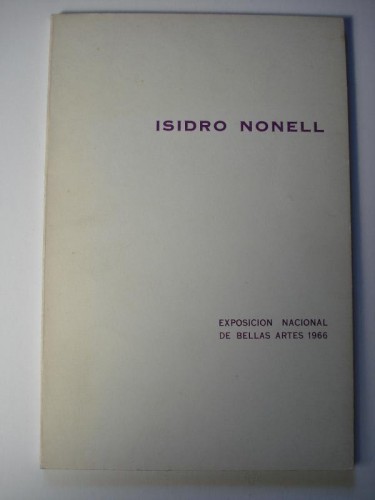 ISIDRO NONELL
EXPOSICION NACIONAL
DE BELLAS ARTES 1966